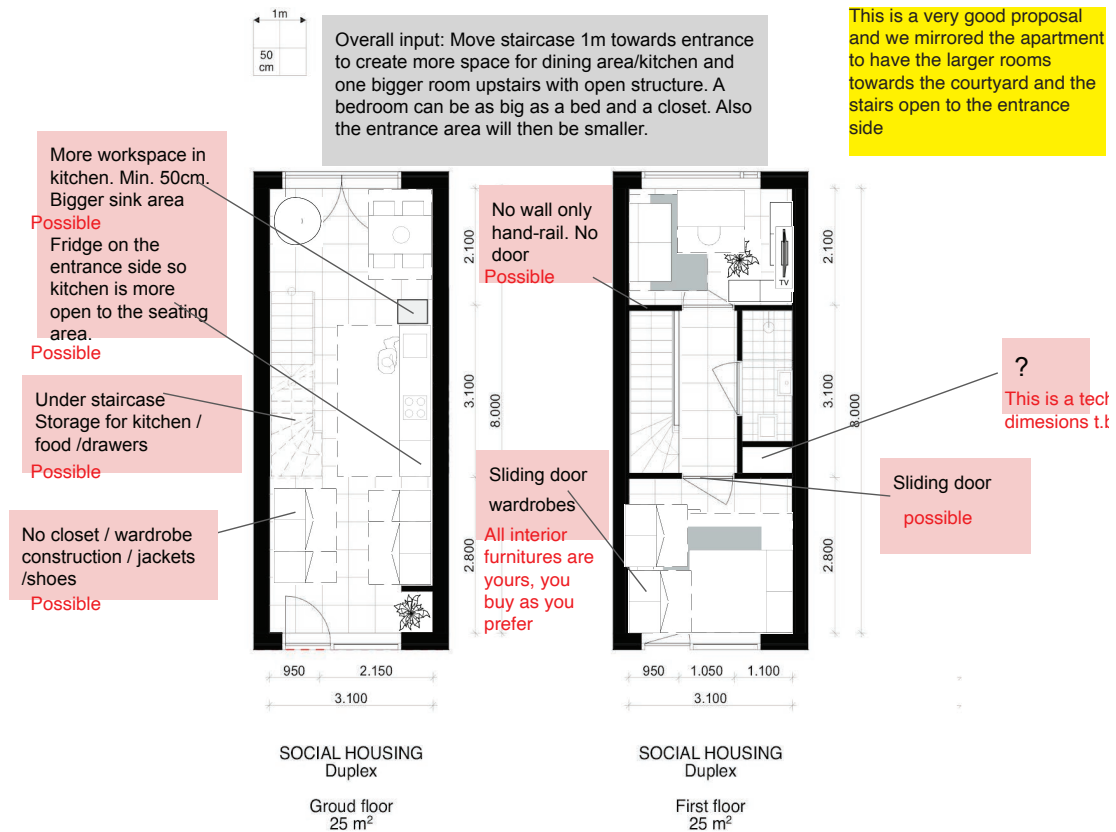 1m
50
cm
Overall input: Move staircase 1m towards entrance
to create more space for dining area/kitchen and
one bigger room upstairs with open structure. A
bedroom can be as big as a bed and a closet. Also
the entrance area will then be smaller.
This is a very good proposal
and we mirrored the apartment
to have the larger rooms
towards the courtyard and the
stairs open to the entrance
side
More workspace in
kitchen. Min. 50cm.
Bigger sink area
Possible
Fridge on the
entrance side so
kitchen is more
open to the seating
area.
Possible
Under staircase
Storage for kitchen /
food /drawers
Possible
No closet / wardrobe
construction / jackets
/shoes
Possible
2.100
3.100
2.800
8.000
950
2.150
3.100
No wall only
hand-rail. No
door
Possible
Sliding door
wardrobes
All interior
furnitures are
yours, you
buy as you
prefer
TV
2.100
3.100
2.800
8.000
950
1.050
1.100
3.100
?
This is a tech
dimesions t.b
Sliding door
possible
SOCIAL HOUSING
Duplex
Groud floor
25 m²
SOCIAL HOUSING
Duplex
First floor
25 m²